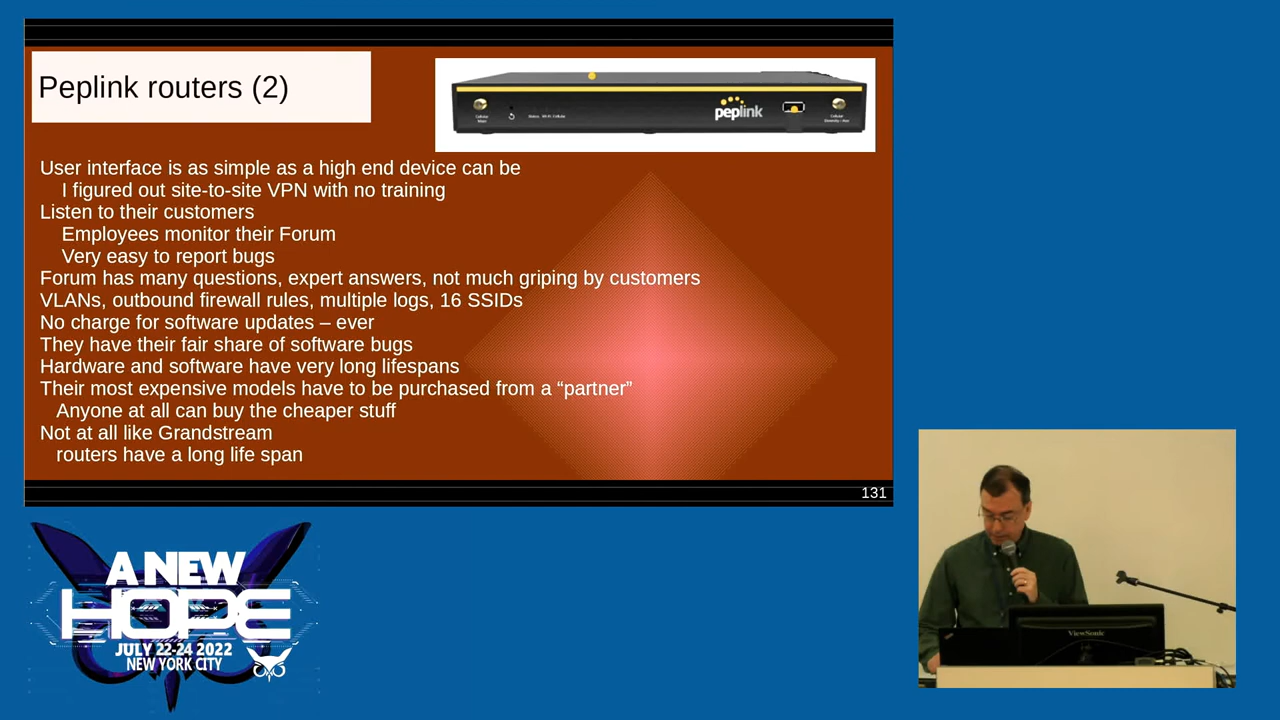 Peplink routers (2)
peplink
User interface is as simple as a high end device can be
I figured out site-to-site VPN with no training
Listen to their customers
Employees monitor their Forum
Very easy to report bugs
Forum has many questions, expert answers, not much griping by customers
VLANs, outbound firewall rules, multiple logs, 16 SSIDs
No charge for software updates – ever
They have their fair share of software bugs
Hardware and software have very long lifespans
Their most expensive models have to be purchased from a “partner”
Anyone at all can buy the cheaper stuff
Not at all like Grandstream
routers have a long life span
131
A NEW
HOPE
JULY 22-24 2022
NEW YORK CITY
ViewSonic